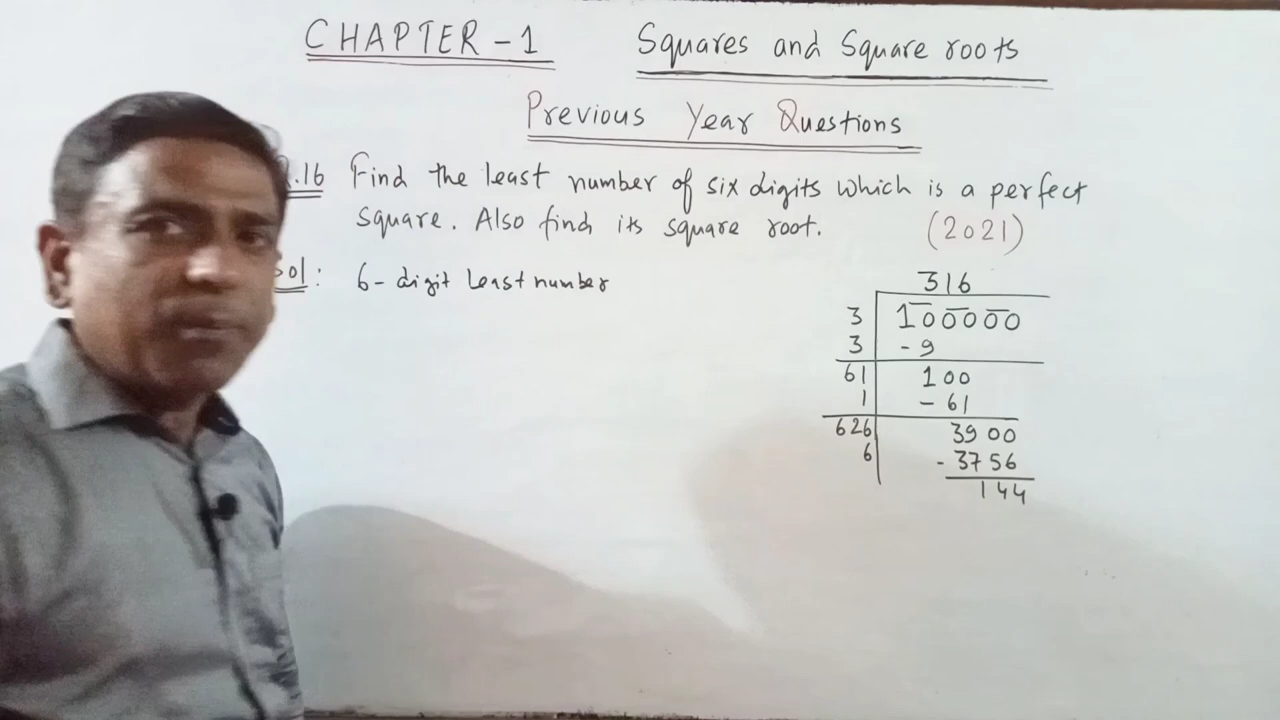 CHAPTER - 1 Squares and Square roots
Previous Year Questions
Q.16 Find the least number of six digits which is a perfect
square. Also find its square root. (2021)
Sol: 6- digit Least number
316
3 100000
3 - 9
61 100
1 - 61
626 3900
6 - 3756
144